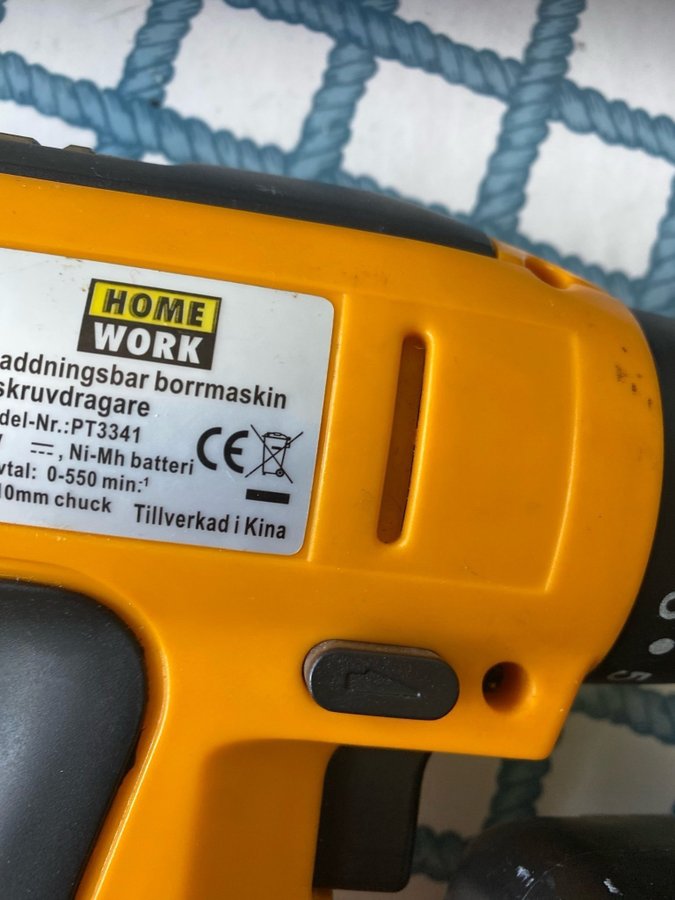 HOME
WORK
addningsbar borrmaskin
skruvdragare
del-Nr.:PT3341
, Ni-Mh batteri
vtal: 0-550 min.-¹
10mm chuck
Tillverkad i Kina
CE
5